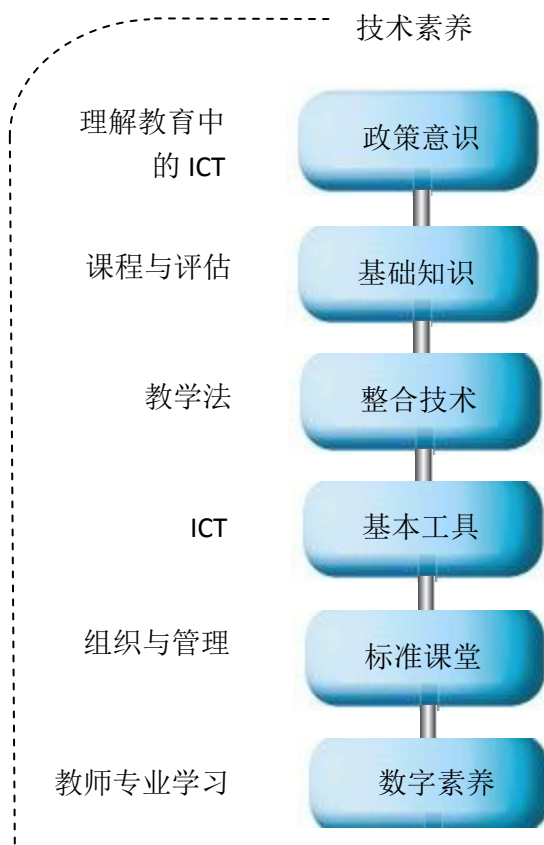 技术素养
理解教育中
的 ICT
政策意识
课程与评估
基础知识
教学法
整合技术
ICT
基本工具
组织与管理
标准课堂
教师专业学习
数字素养